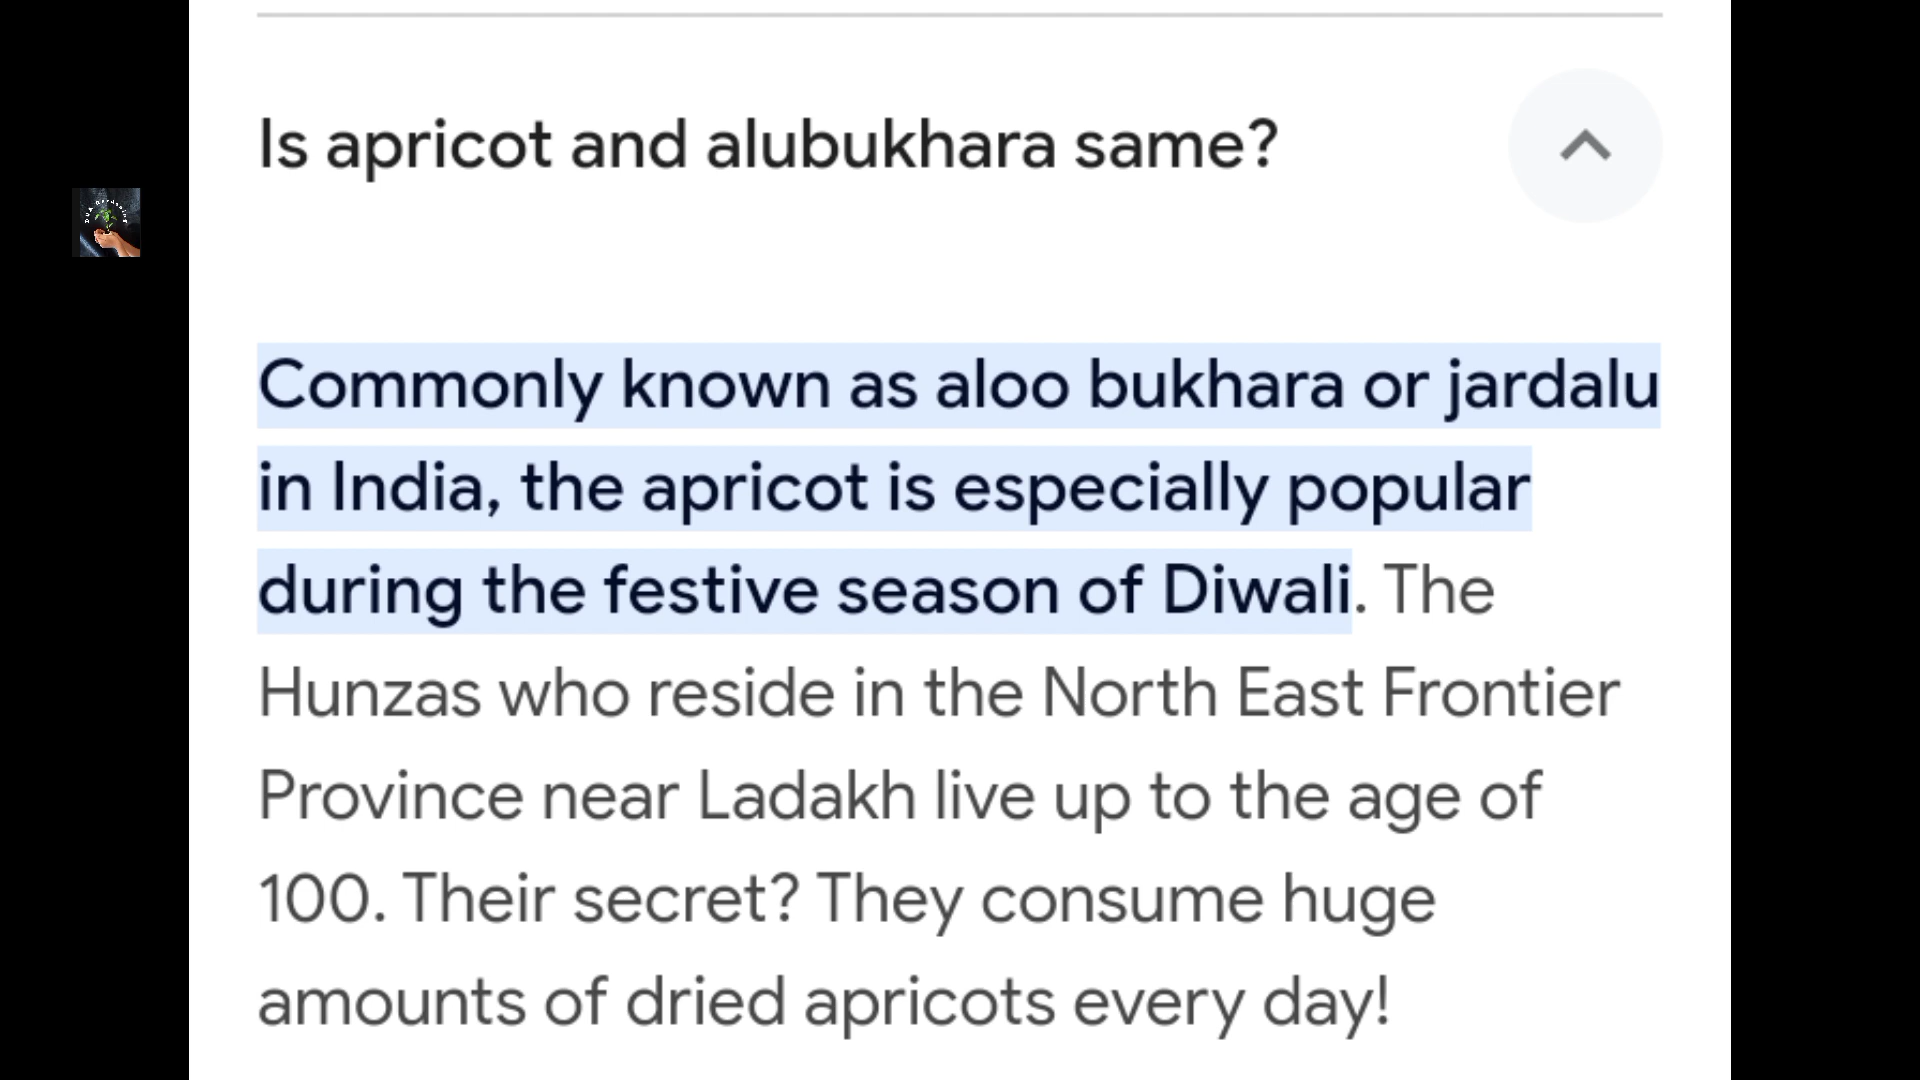 Is apricot and alubukhara same?
Commonly known as aloo bukhara or jardalu
in India, the apricot is especially popular
during the festive season of Diwali. The
Hunzas who reside in the North East Frontier
Province near Ladakh live up to the age of
100. Their secret? They consume huge
amounts of dried apricots every day!